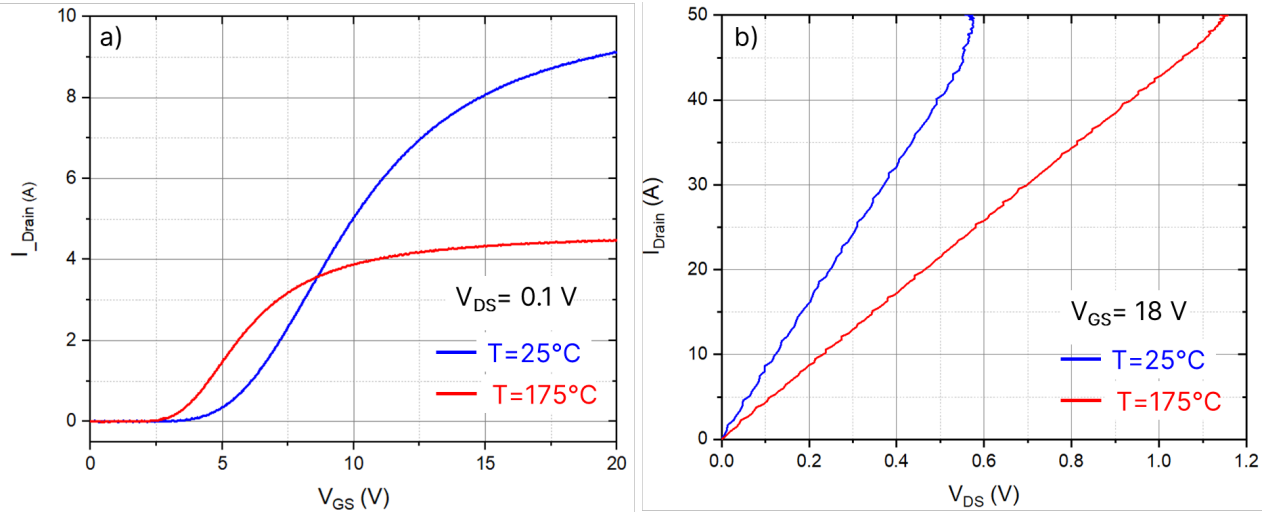 a)
10
8
6
4
2
0
I_Drain (A)
V_DS= 0.1 V
T=25°C
T=175°C
0 5 10 15 20
V_GS (V)
b)
50
40
30
20
10
0
I_Drain (A)
V_GS= 18 V
T=25°C
T=175°C
0.0 0.2 0.4 0.6 0.8 1.0 1.2
V_DS (V)